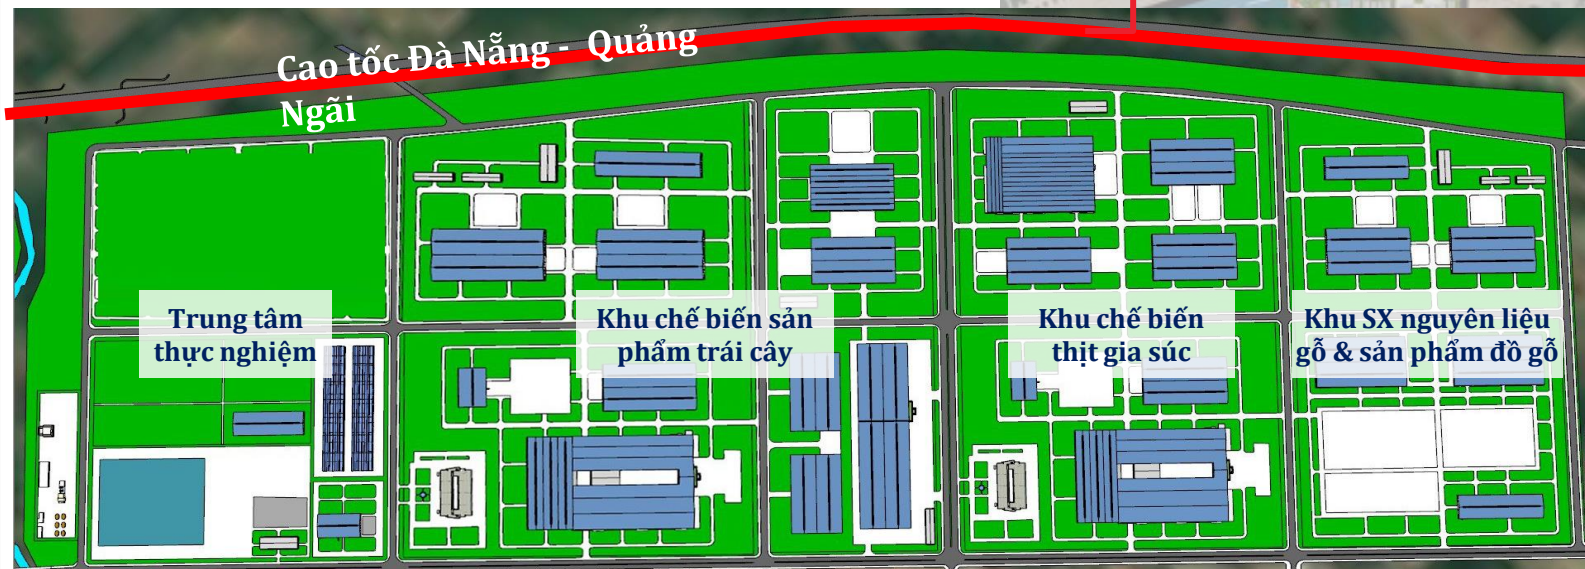 Cao tốc Đà Nẵng - Quảng
Ngãi
Trung tâm
thực nghiệm
Khu chế biến sản
phẩm trái cây
Khu chế biến
thịt gia súc
Khu SX nguyên liệu
gỗ & sản phẩm đồ gỗ